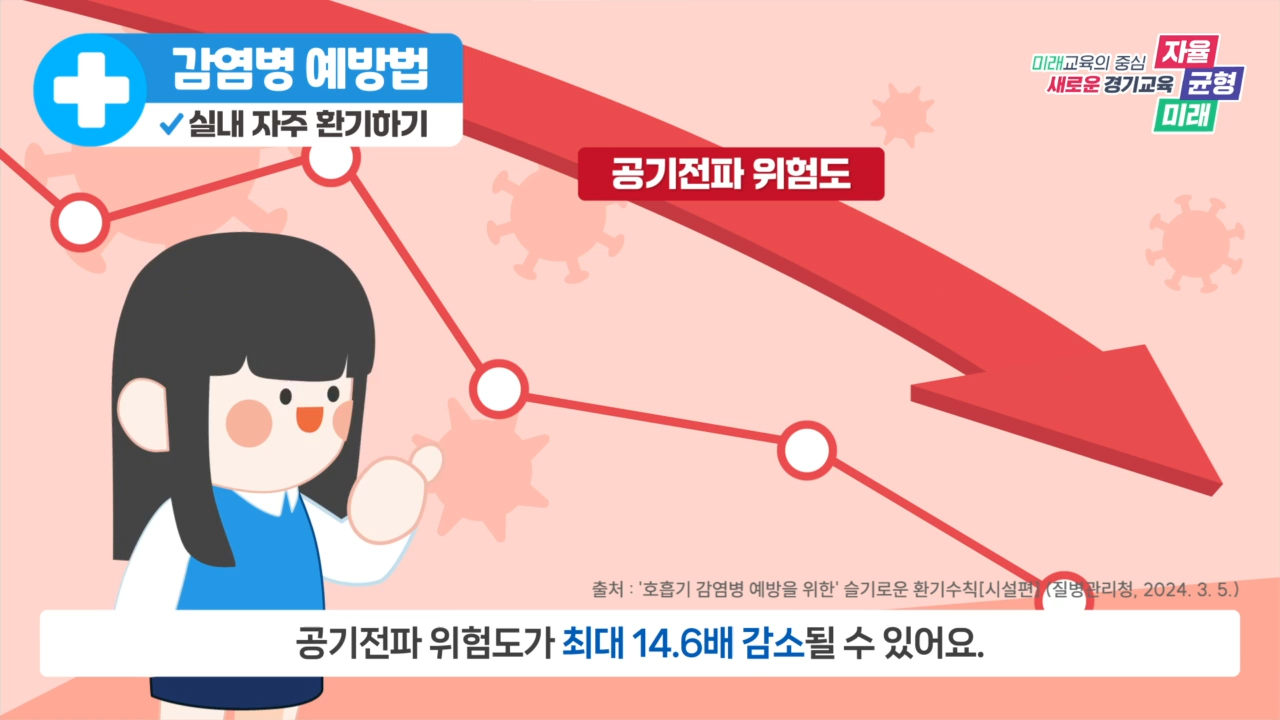 감염병 예방법
실내 자주 환기하기
미래교육의 중심
새로운 경기교육
자율
균형
미래
공기전파 위험도
출처 : '호흡기 감염병 예방을 위한' 슬기로운 환기수칙[시설편] (질병관리청, 2024. 3. 5.)
공기전파 위험도가 최대 14.6배 감소될 수 있어요.